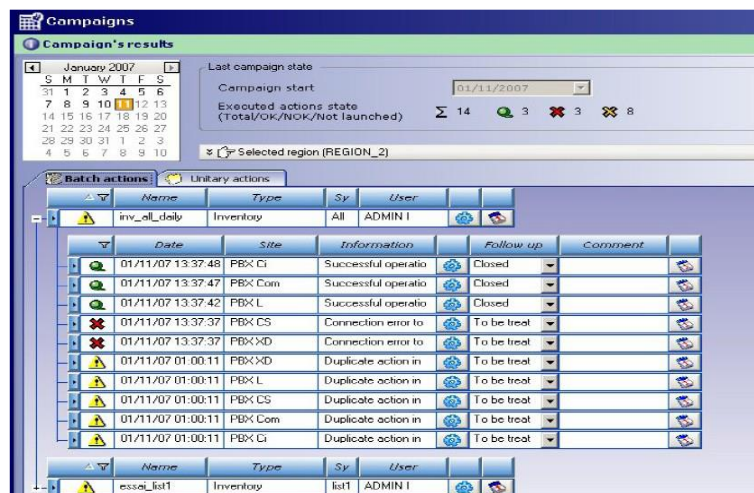 Campaigns
Campaign's results
January 2007
S M T W T F S
31 1 2 3 4 5 6
7 8 9 10 11 12 13
14 15 16 17 18 19 20
21 22 23 24 25 26 27
28 29 30 31 1 2 3
4 5 6 7 8 9 10
Last campaign state
Campaign start 01/11/2007
Executed actions state
(Total/OK/NOK/Not launched) Σ 14 3 3 8
Selected region (REGION_2)
Batch actions Unitary actions
Name Type Sy User
inv_all_daily Inventory All ADMIN I
Date Site Information Follow up Comment
01/11/07 13:37:48 PBX Ci Successful operatio Closed
01/11/07 13:37:47 PBX Com Successful operatio Closed
01/11/07 13:37:42 PBX L Successful operatio Closed
01/11/07 13:37:37 PBX CS Connection error to To be treat
01/11/07 13:37:37 PBX XD Connection error to To be treat
01/11/07 01:00:11 PBX XD Duplicate action in To be treat
01/11/07 01:00:11 PBX L Duplicate action in To be treat
01/11/07 01:00:11 PBX CS Duplicate action in To be treat
01/11/07 01:00:11 PBX Com Duplicate action in To be treat
01/11/07 01:00:11 PBX Ci Duplicate action in To be treat
Name Type Sy User
essai_list1 Inventory list1 ADMIN I